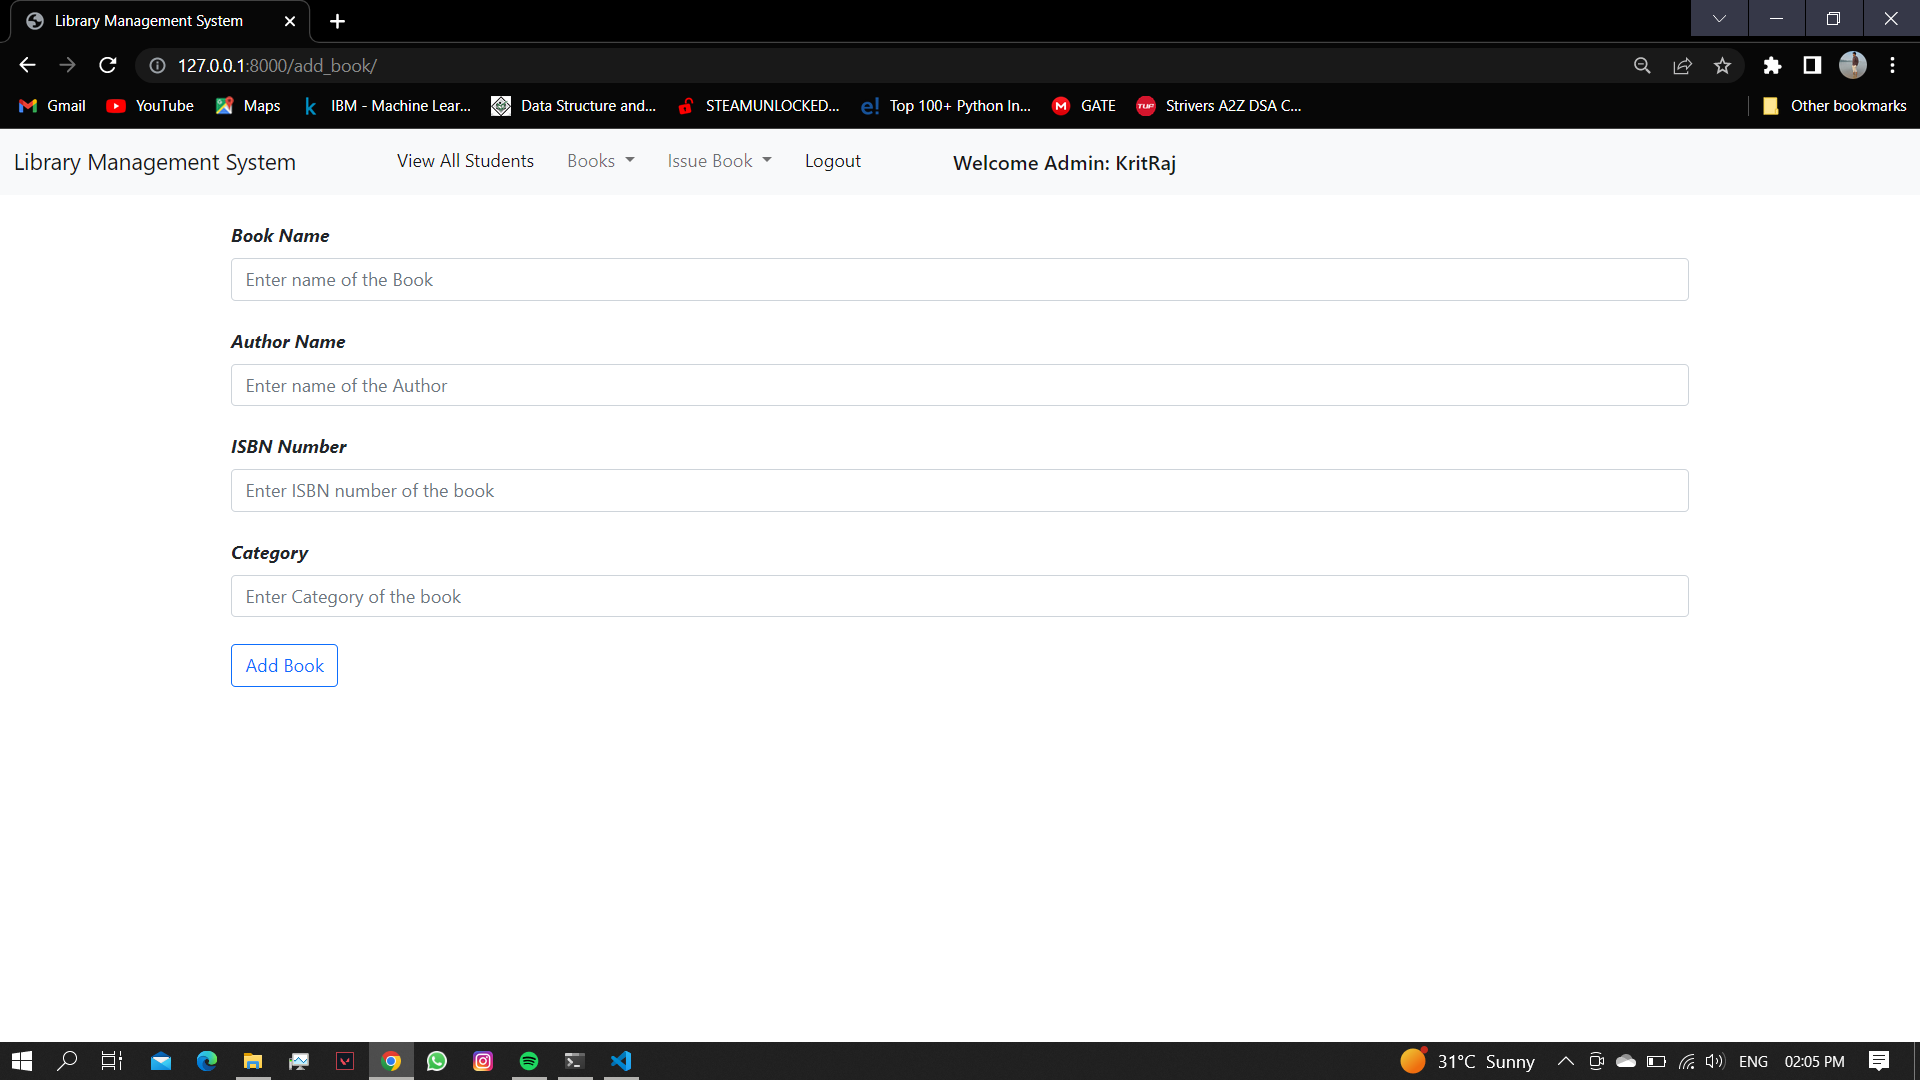 Library Management System
127.0.0.1:8000/add_book/
Gmail
YouTube
Maps
IBM - Machine Lear...
Data Structure and...
STEAMUNLOCKED...
Top 100+ Python In...
GATE
Strivers A2Z DSA C...
Other bookmarks
Library Management System
View All Students
Books
Issue Book
Logout
Welcome Admin: KritRaj
Book Name
Enter name of the Book
Author Name
Enter name of the Author
ISBN Number
Enter ISBN number of the book
Category
Enter Category of the book
Add Book
31°C Sunny
ENG
02:05 PM